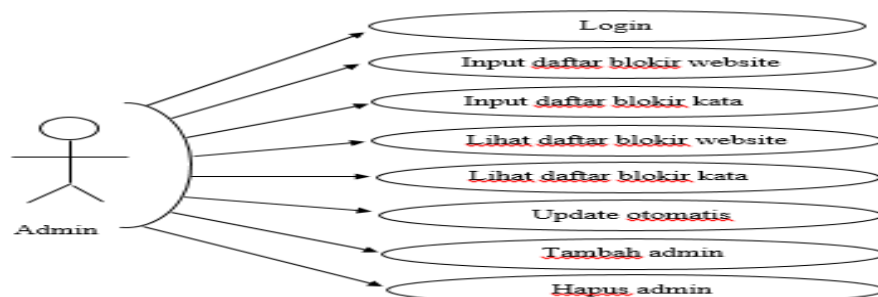 Login
Input daftar blokir website
Input daftar blokir kata
Lihat daftar blokir website
Lihat daftar blokir kata
Update otomatis
Tambah admin
Hapus admin
Admin